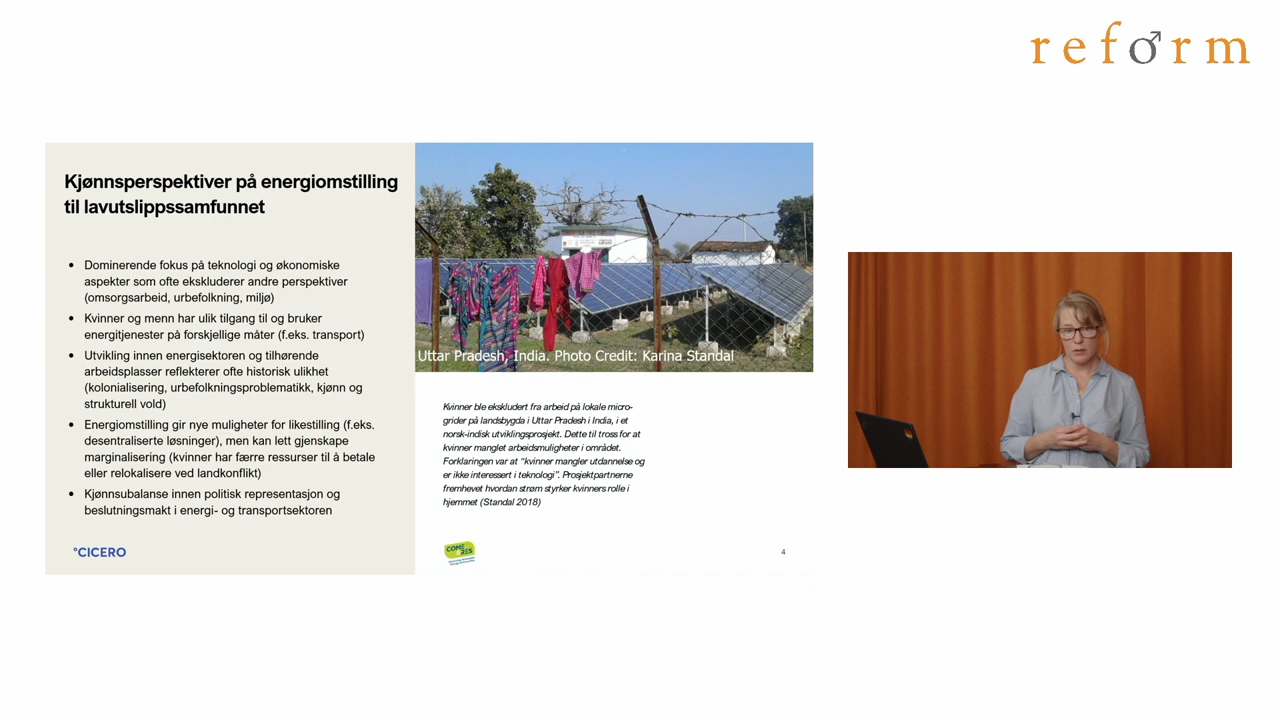 reform
Kjønnsperspektiver på energiomstilling
til lavutslippssamfunnet
• Dominerende fokus på teknologi og økonomiske
aspekter som ofte ekskluderer andre perspektiver
(omsorgsarbeid, urbefolkning, miljø)
• Kvinner og menn har ulik tilgang til og bruker
energitjenester på forskjellige måter (f.eks. transport)
• Utvikling innen energisektoren og tilhørende
arbeidsplasser reflekterer ofte historisk ulikhet
(kolonialisering, urbefolkningsproblematikk, kjønn og
strukturell vold)
• Energiomstilling gir nye muligheter for likestilling (f.eks.
desentraliserte løsninger), men kan lett gjenskape
marginalisering (kvinner har færre ressurser til å betale
eller relokalisere ved landkonflikt)
• Kjønnsubalanse innen politisk representasjon og
beslutningsmakt i energi- og transportsektoren
°CICERO
Uttar Pradesh, India. Photo Credit: Karina Standal
Kvinner ble ekskludert fra arbeid på lokale micro-
grider på landsbygda i Uttar Pradesh i India, i et
norsk-indisk utviklingsprosjekt. Dette til tross for at
kvinner manglet arbeidsmuligheter i området.
Forklaringen var at “kvinner mangler utdannelse og
er ikke interessert i teknologi”. Prosjektpartnerne
fremhevet hvordan strøm styrker kvinners rolle i
hjemmet (Standal 2018)
COME
RES
4